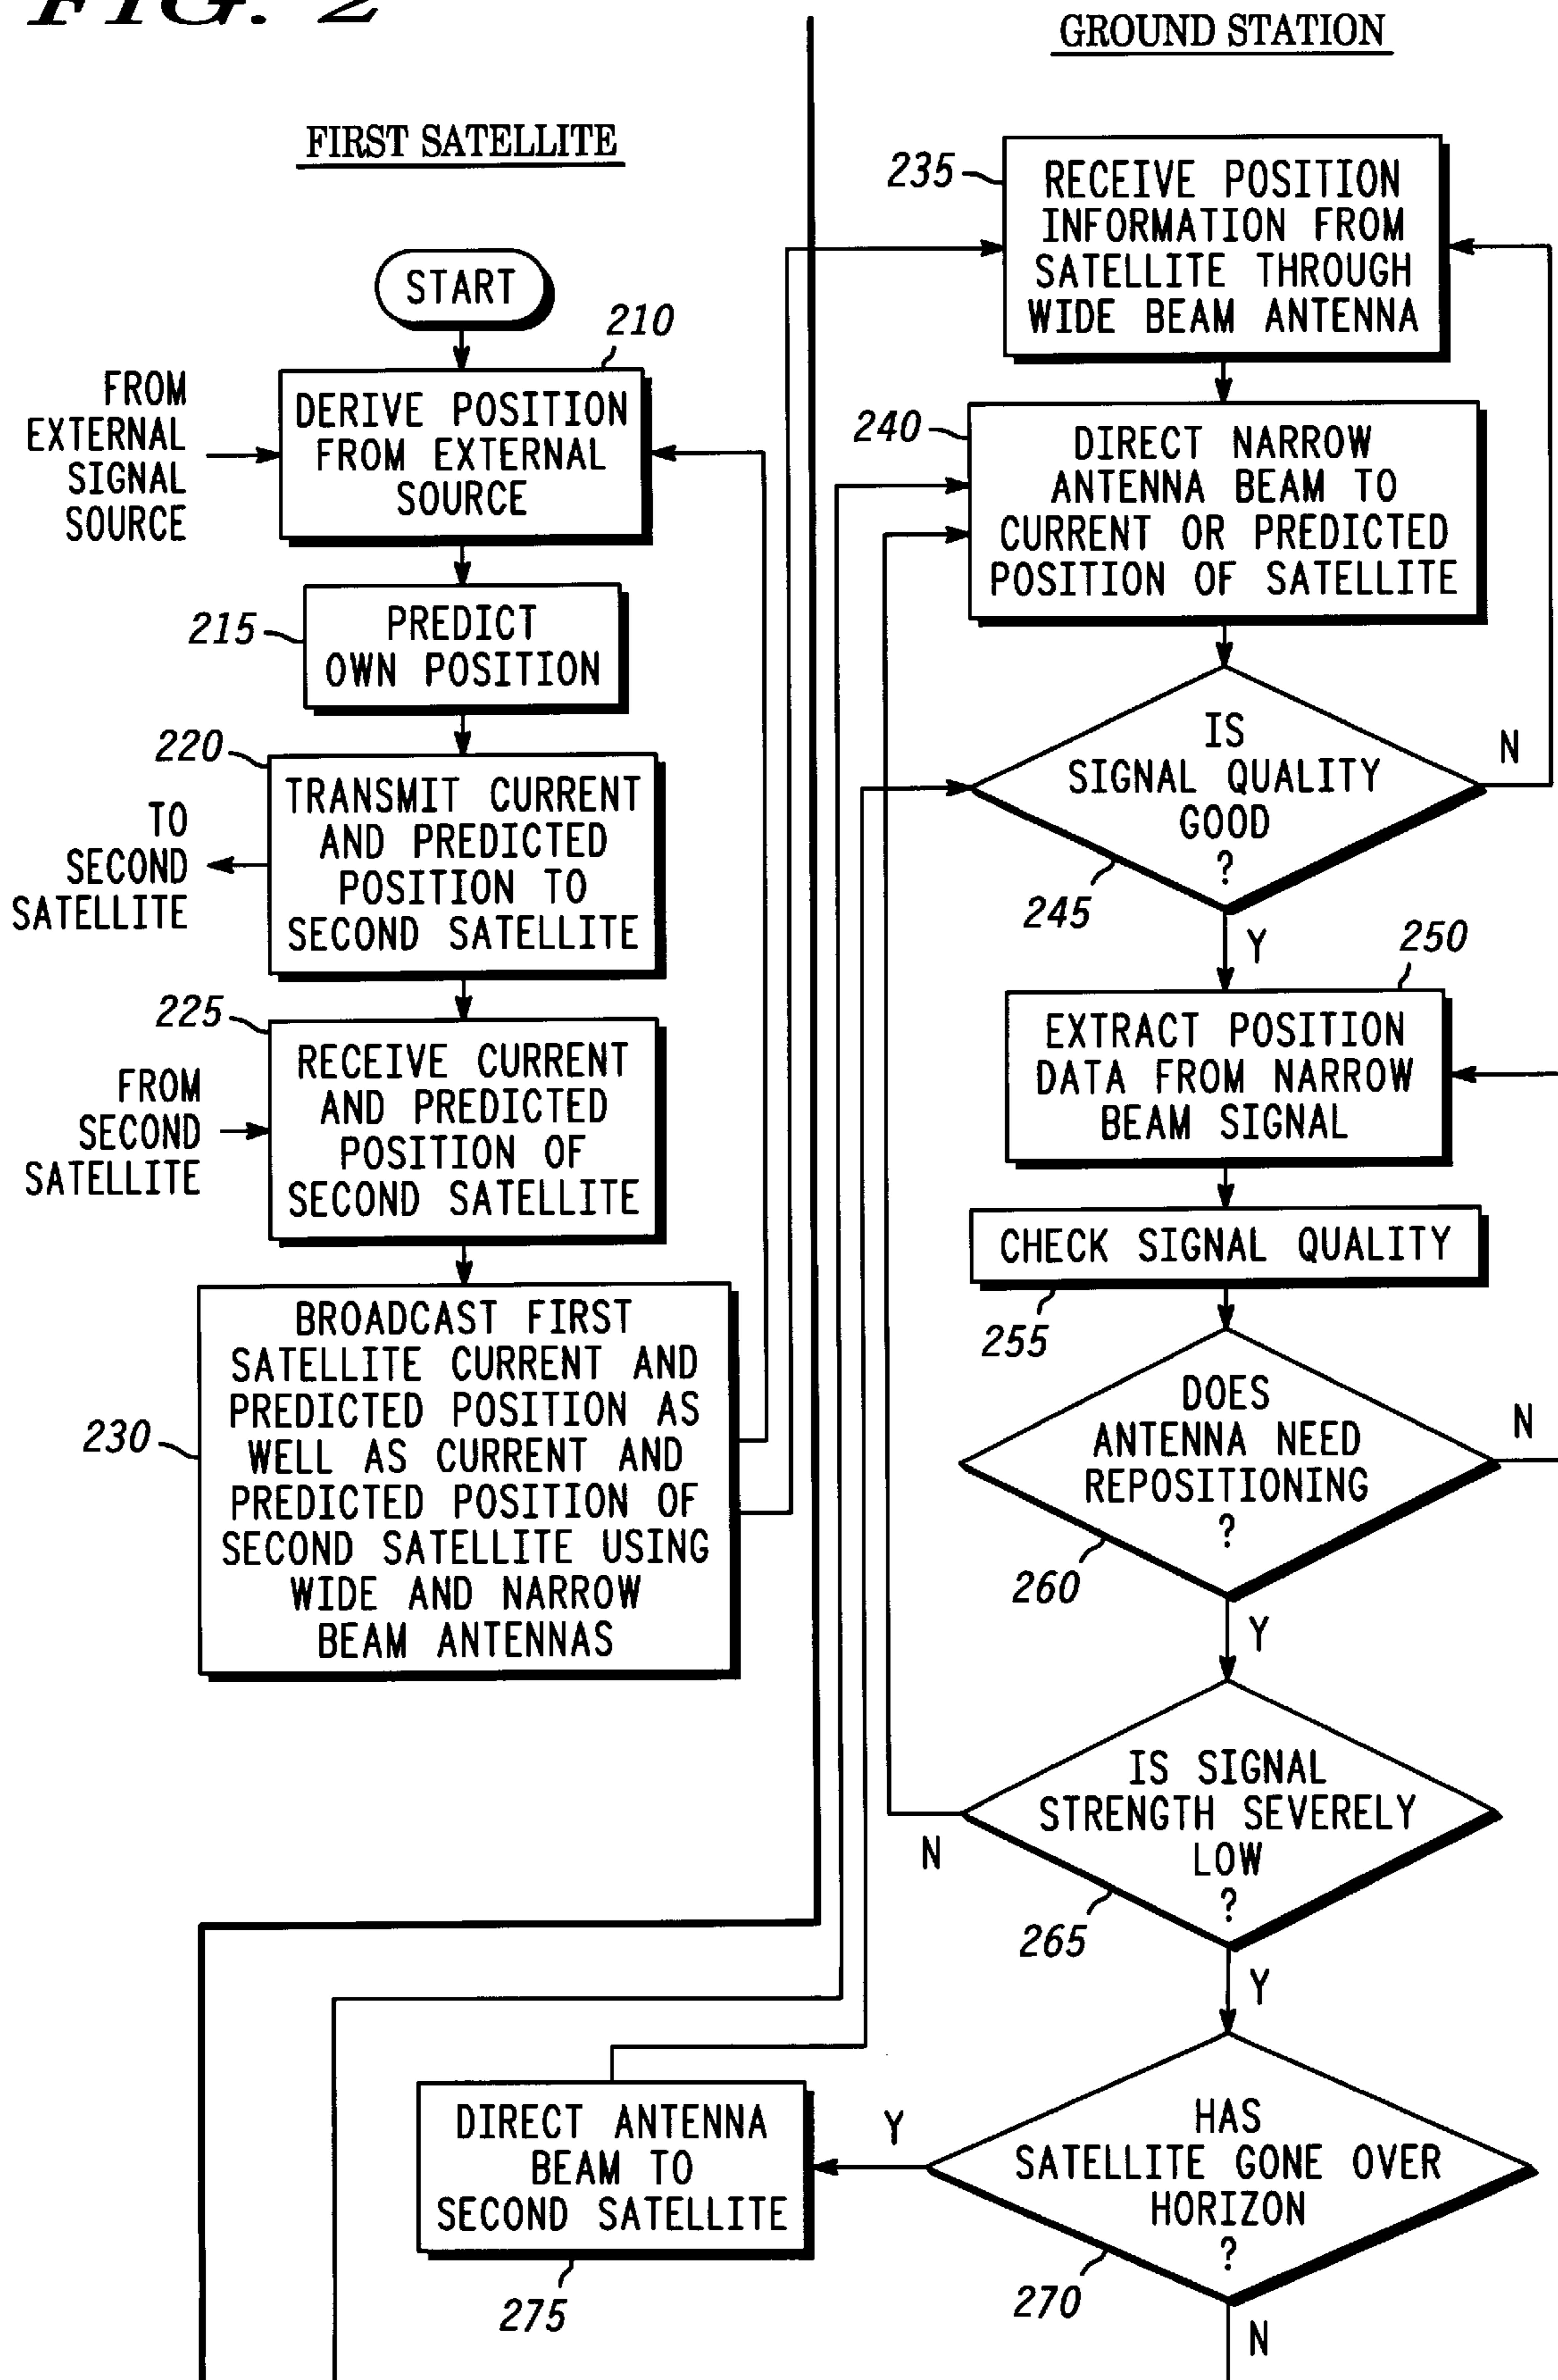 FIG. 2
FIRST SATELLITE
START
210
FROM
EXTERNAL
SIGNAL
SOURCE
DERIVE POSITION
FROM EXTERNAL
SOURCE
215
PREDICT
OWN POSITION
220
TO
SECOND
SATELLITE
TRANSMIT CURRENT
AND PREDICTED
POSITION TO
SECOND SATELLITE
225
FROM
SECOND
SATELLITE
RECEIVE CURRENT
AND PREDICTED
POSITION OF
SECOND SATELLITE
230
BROADCAST FIRST
SATELLITE CURRENT AND
PREDICTED POSITION AS
WELL AS CURRENT AND
PREDICTED POSITION OF
SECOND SATELLITE USING
WIDE AND NARROW
BEAM ANTENNAS
GROUND STATION
235
RECEIVE POSITION
INFORMATION FROM
SATELLITE THROUGH
WIDE BEAM ANTENNA
240
DIRECT NARROW
ANTENNA BEAM TO
CURRENT OR PREDICTED
POSITION OF SATELLITE
IS
SIGNAL QUALITY
GOOD
?
N
245
Y
250
EXTRACT POSITION
DATA FROM NARROW
BEAM SIGNAL
CHECK SIGNAL QUALITY
255
DOES
ANTENNA NEED
REPOSITIONING
?
N
260
Y
IS SIGNAL
STRENGTH SEVERELY
LOW
?
N
265
Y
HAS
SATELLITE GONE OVER
HORIZON
?
Y
270
N
DIRECT ANTENNA
BEAM TO
SECOND SATELLITE
275